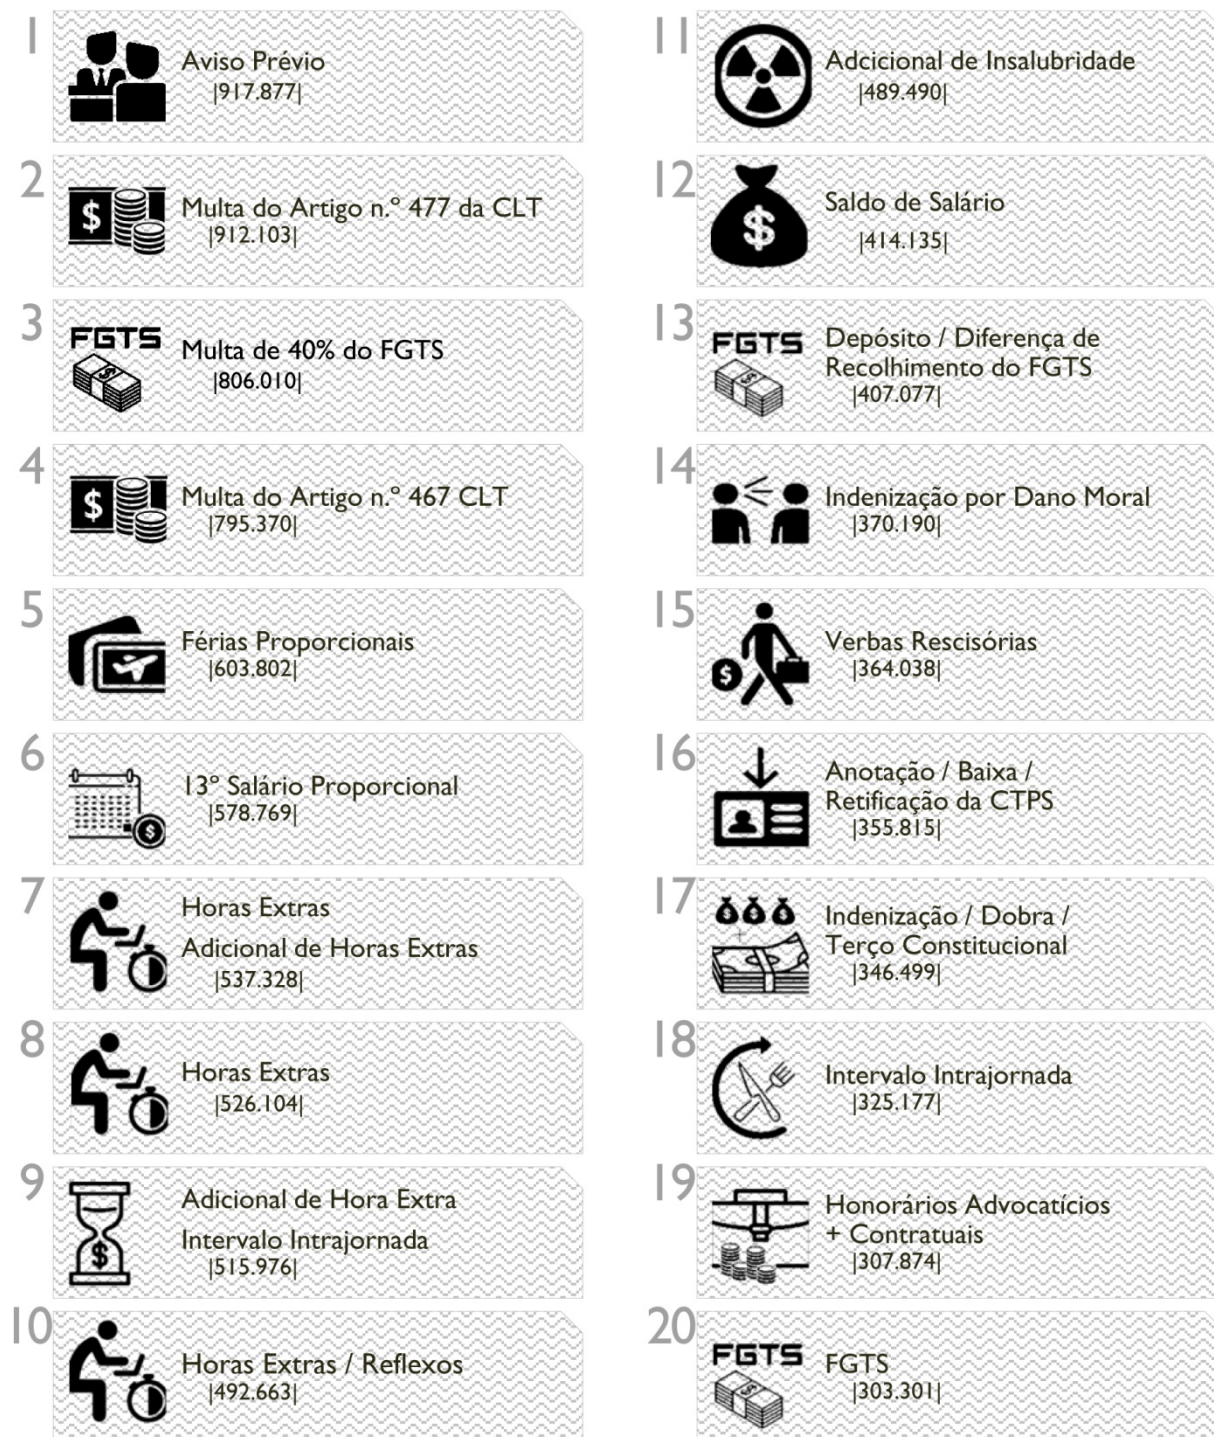 1
Aviso Prévio
|917.877|
2
$
Multa do Artigo n.º 477 da CLT
|912.103|
3
FGTS
Multa de 40% do FGTS
|806.010|
4
$
Multa do Artigo n.º 467 CLT
|795.370|
5
Férias Proporcionais
|603.802|
6
13º Salário Proporcional
|578.769|
$
7
Horas Extras
Adicional de Horas Extras
|537.328|
8
Horas Extras
|526.104|
9
Adicional de Hora Extra
Intervalo Intrajornada
$
|515.976|
10
Horas Extras / Reflexos
|492.663|
11
Adcicional de Insalubridade
|489.490|
12
Saldo de Salário
$
|414.135|
13
FGTS
Depósito / Diferença de
Recolhimento do FGTS
|407.077|
14
Indenização por Dano Moral
|370.190|
15
Verbas Rescisórias
$
|364.038|
16
Anotação / Baixa /
Retificação da CTPS
|355.815|
17
Indenização / Dobra /
Terço Constitucional
|346.499|
18
Intervalo Intrajornada
|325.177|
19
Honorários Advocatícios
+ Contratuais
|307.874|
20
FGTS
FGTS
|303.301|